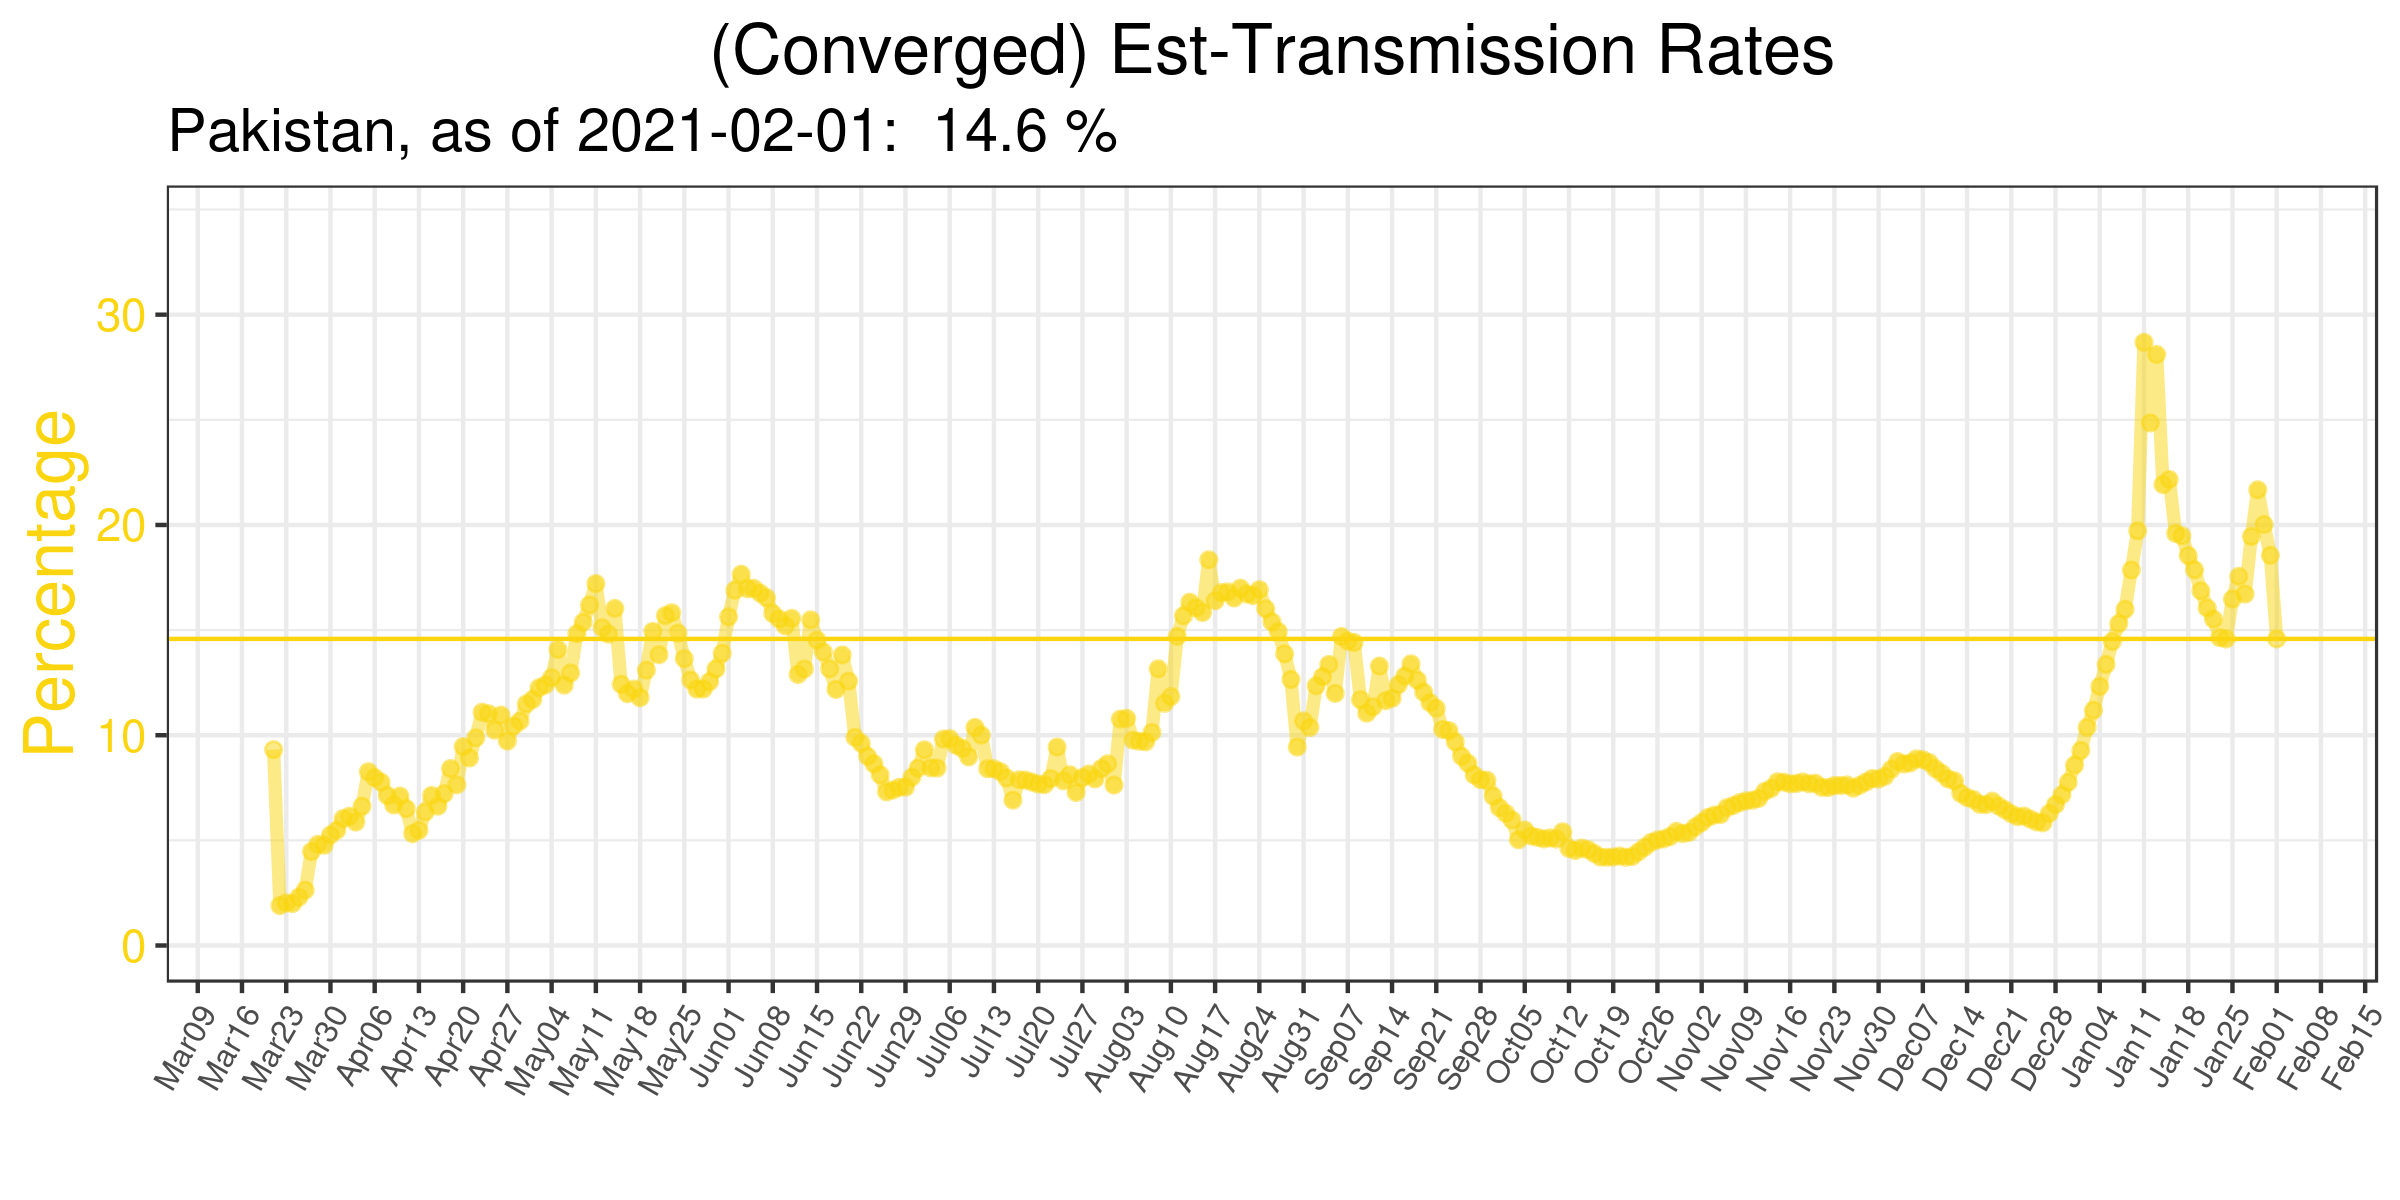 (Converged) Est-Transmission Rates
Pakistan, as of 2021-02-01:  14.6 %
Percentage
30
20
10
0
Mar09
Mar16
Mar23
Mar30
Apr06
Apr13
Apr20
Apr27
May04
May11
May18
May25
Jun01
Jun08
Jun15
Jun22
Jun29
Jul06
Jul13
Jul20
Jul27
Aug03
Aug10
Aug17
Aug24
Aug31
Sep07
Sep14
Sep21
Sep28
Oct05
Oct12
Oct19
Oct26
Nov02
Nov09
Nov16
Nov23
Nov30
Dec07
Dec14
Dec21
Dec28
Jan04
Jan11
Jan18
Jan25
Feb01
Feb08
Feb15